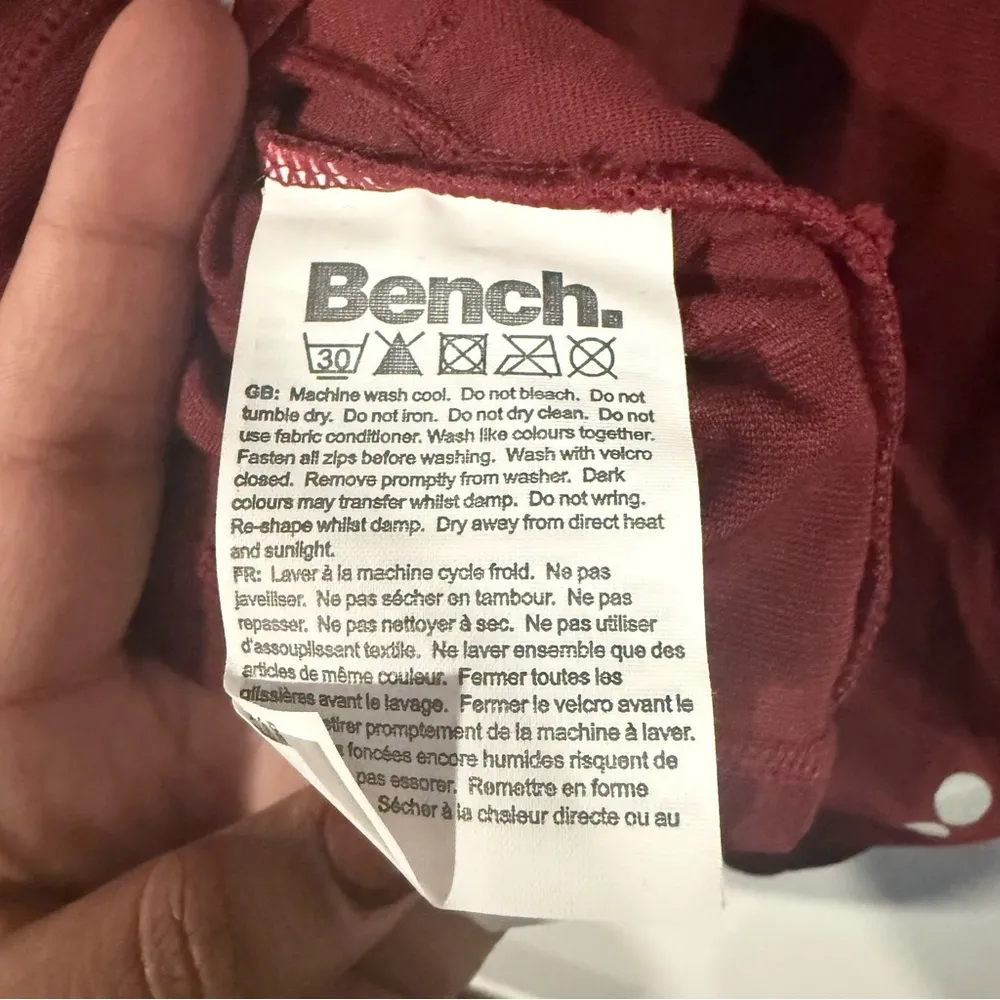 Bench.
30
GB: Machine wash cool. Do not bleach. Do not
tumble dry. Do not iron. Do not dry clean. Do not
use fabric conditioner. Wash like colours together.
Fasten all zips before washing. Wash with velcro
closed. Remove promptly from washer. Dark
colours may transfer whilst damp. Do not wring.
Re-shape whilst damp. Dry away from direct heat
and sunlight.
FR: Laver à la machine cycle froid. Ne pas
javelliser. Ne pas sécher en tambour. Ne pas
repasser. Ne pas nettoyer à sec. Ne pas utiliser
d'assouplissant textile. Ne laver ensemble que des
articles de même couleur. Fermer toutes les
glissières avant le lavage. Fermer le velcro avant le
etirer promptement de la machine à laver.
foncées encore humides risquent de
pas essorer. Remettre en forme
Sécher à la chaleur directe ou au